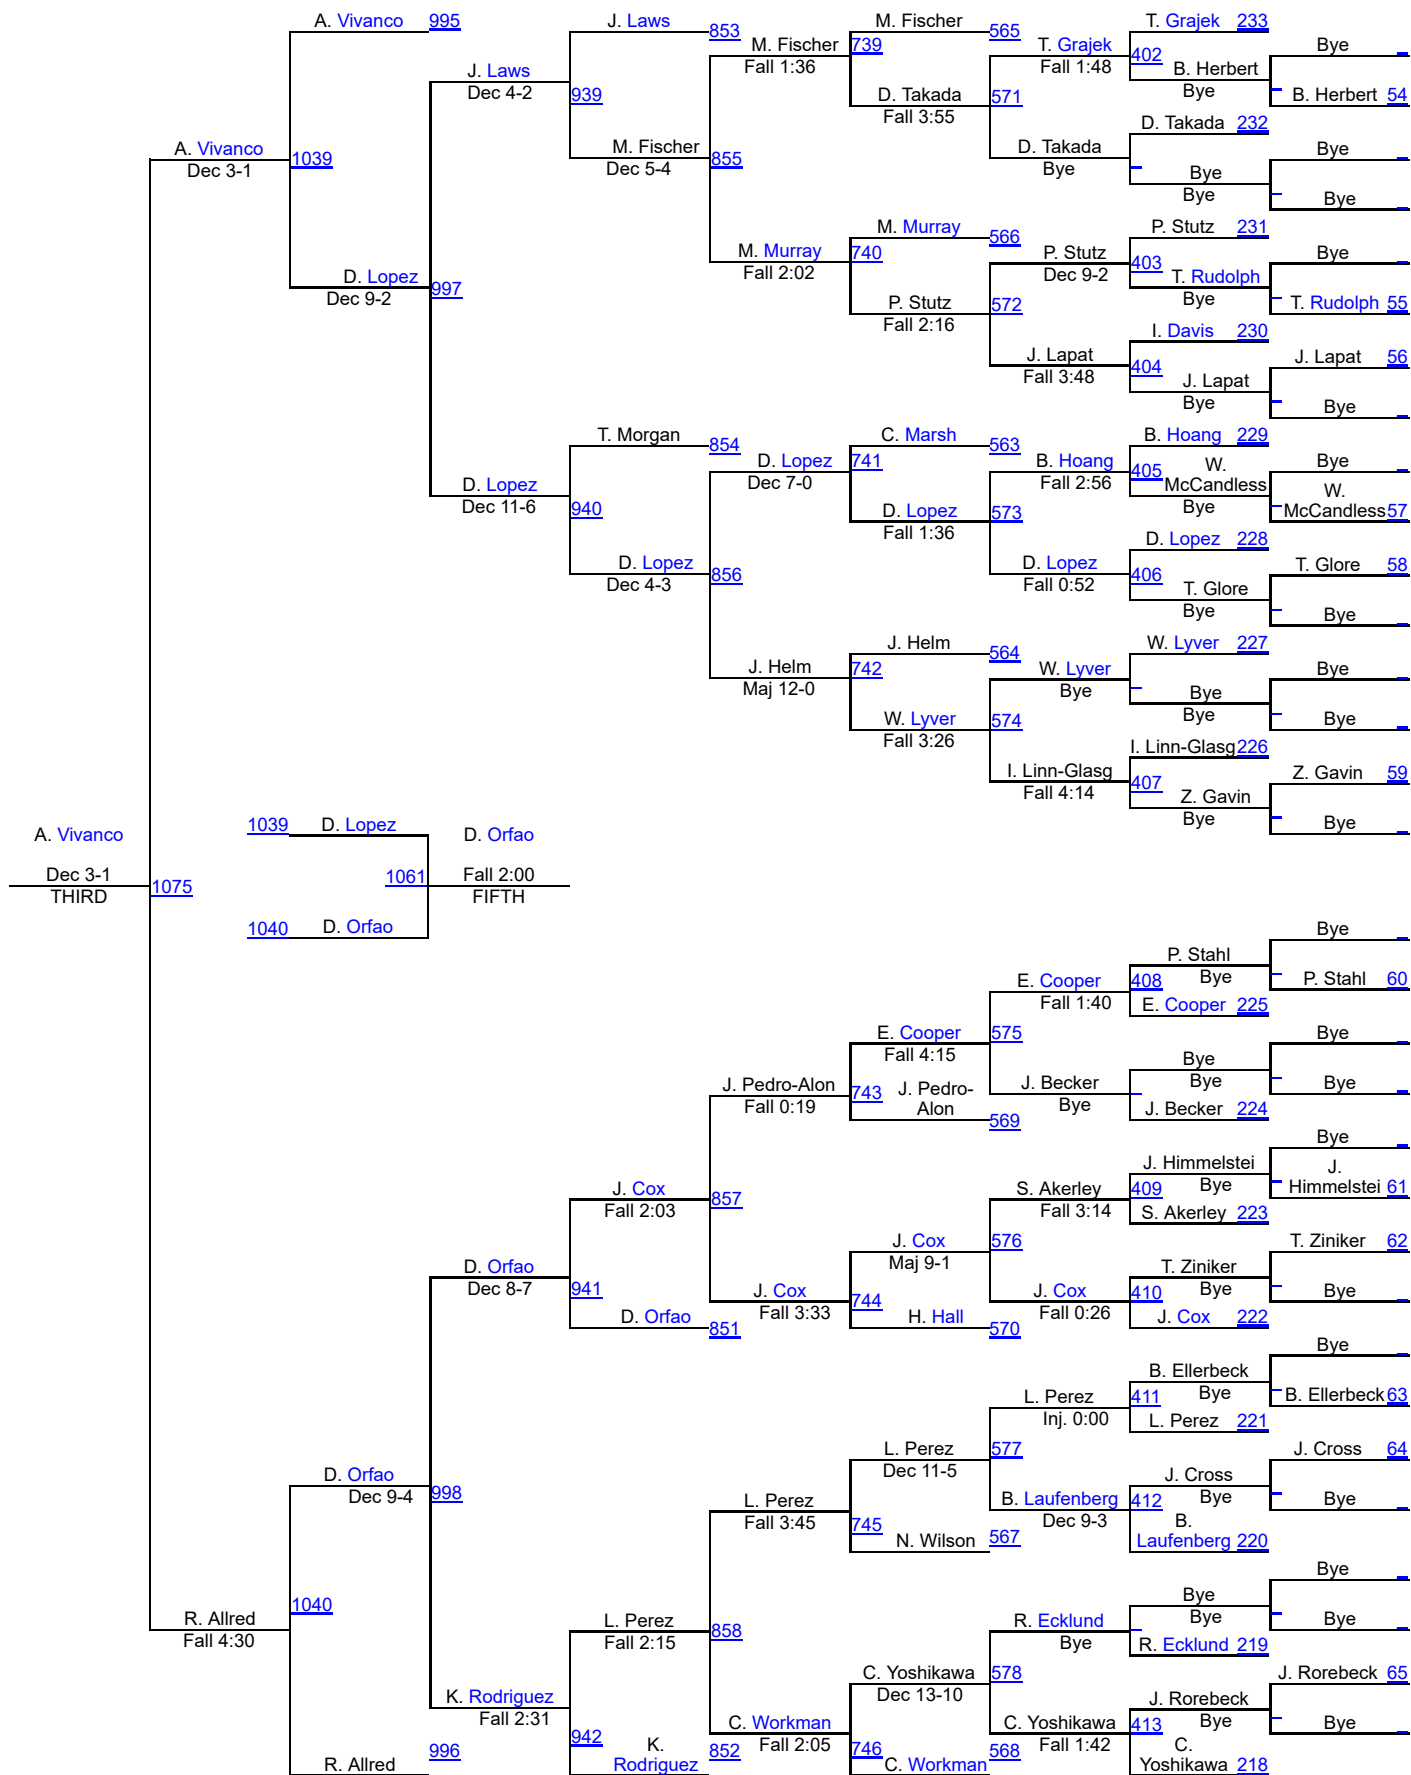 A. Vivanco 995
J. Laws 853
M. Fischer 565
T. Grajek 233
M. Fischer 739
Fall 1:36
T. Grajek 402
Fall 1:48
Bye
B. Herbert
Bye
J. Laws
Dec 4-2
939
D. Takada 571
Fall 3:55
B. Herbert 54
D. Takada 232
A. Vivanco 1039
Dec 3-1
M. Fischer 855
Dec 5-4
D. Takada
Bye
Bye
Bye
Bye
Bye
M. Murray 566
P. Stutz 231
M. Murray 740
Fall 2:02
P. Stutz 403
Dec 9-2
Bye
D. Lopez 997
Dec 9-2
T. Rudolph
Bye
P. Stutz 572
Fall 2:16
T. Rudolph 55
I. Davis 230
J. Lapat 404
Fall 3:48
J. Lapat 56
J. Lapat
Bye
Bye
T. Morgan 854
C. Marsh 563
B. Hoang 229
D. Lopez 741
Dec 7-0
B. Hoang 405
Fall 2:56
W.
McCandless
Bye
Bye
D. Lopez
Dec 11-6
940
D. Lopez 573
Fall 1:36
W.
McCandless 57
D. Lopez 228
D. Lopez 856
Dec 4-3
D. Lopez 406
Fall 0:52
T. Glore 58
T. Glore
Bye
Bye
J. Helm 564
W. Lyver 227
J. Helm 742
Maj 12-0
W. Lyver
Bye
Bye
Bye
Bye
W. Lyver 574
Fall 3:26
Bye
I. Linn-Glasg 226
I. Linn-Glasg 407
Fall 4:14
Z. Gavin 59
Z. Gavin
Bye
Bye
A. Vivanco
1039 D. Lopez
D. Orfao
Dec 3-1
THIRD
1075
1061
Fall 2:00
FIFTH
1040 D. Orfao
Bye
P. Stahl
Bye
E. Cooper 408
Fall 1:40
P. Stahl 60
E. Cooper 225
E. Cooper 575
Fall 4:15
Bye
Bye
Bye
J. Pedro-Alon 743
Fall 0:19
J. Pedro-
Alon 569
J. Becker
Bye
Bye
J. Becker 224
Bye
J. Himmelstei
Bye
J.
Himmelstei 61
J. Cox 857
Fall 2:03
S. Akerley 409
Fall 3:14
S. Akerley 223
J. Cox 576
Maj 9-1
T. Ziniker 62
D. Orfao
Dec 8-7
941
T. Ziniker
Bye
J. Cox 744
Fall 3:33
J. Cox 410
Fall 0:26
Bye
D. Orfao 851
H. Hall 570
J. Cox 222
Bye
B. Ellerbeck
Bye
L. Perez 411
Inj. 0:00
B. Ellerbeck 63
L. Perez 221
L. Perez 577
Dec 11-5
J. Cross 64
D. Orfao 998
Dec 9-4
J. Cross
Bye
L. Perez
Fall 3:45
745
B. Laufenberg 412
Dec 9-3
Bye
N. Wilson 567
B.
Laufenberg 220
Bye
Bye
Bye
R. Allred
Fall 4:30
1040
L. Perez 858
Fall 2:15
R. Ecklund
Bye
Bye
R. Ecklund 219
C. Yoshikawa 578
Dec 13-10
J. Rorebeck 65
K. Rodriguez
Fall 2:31
J. Rorebeck
Bye
C. Workman
Fall 2:05
C. Yoshikawa 413
Fall 1:42
Bye
R. Allred 996
942 K.
Rodriguez 852
746
C. Workman 568
C.
Yoshikawa 218